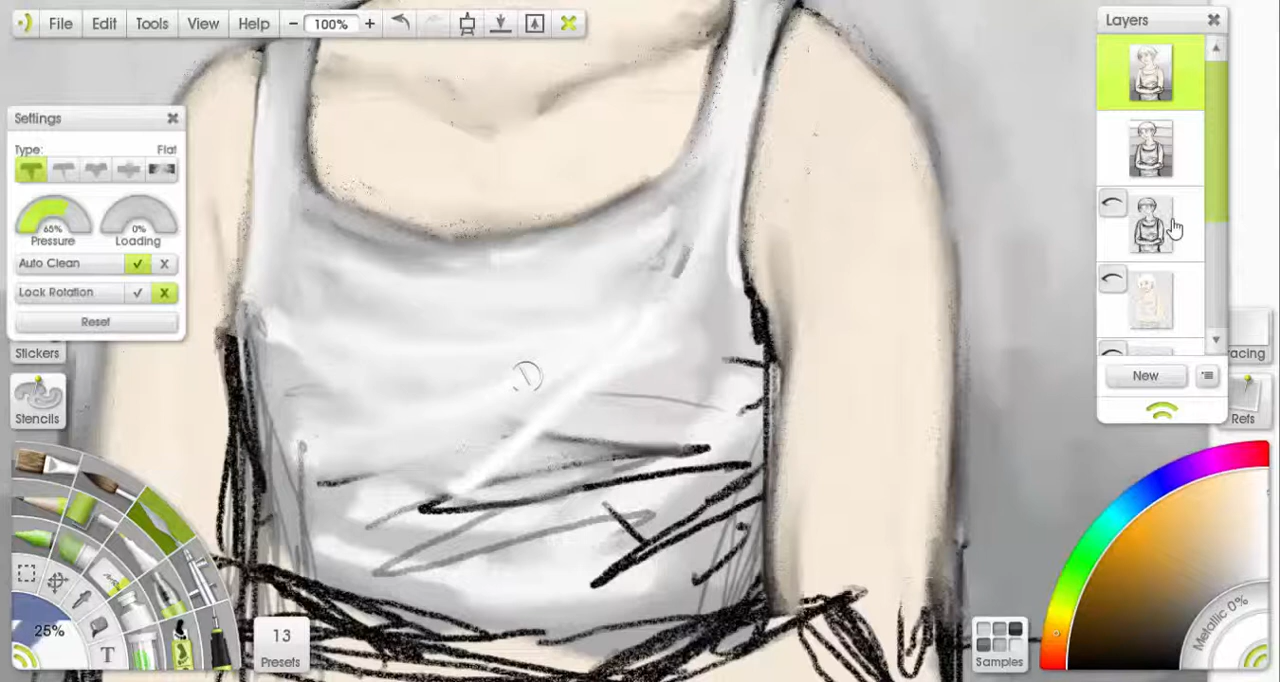 File Edit Tools View Help − 100% +
Layers
Settings
Type: Flat
65% 0%
Pressure Loading
Auto Clean
Lock Rotation
Reset
Stickers
Stencils
New
acing
Refs
25%
T
13
Presets
Samples
Metallic 0%